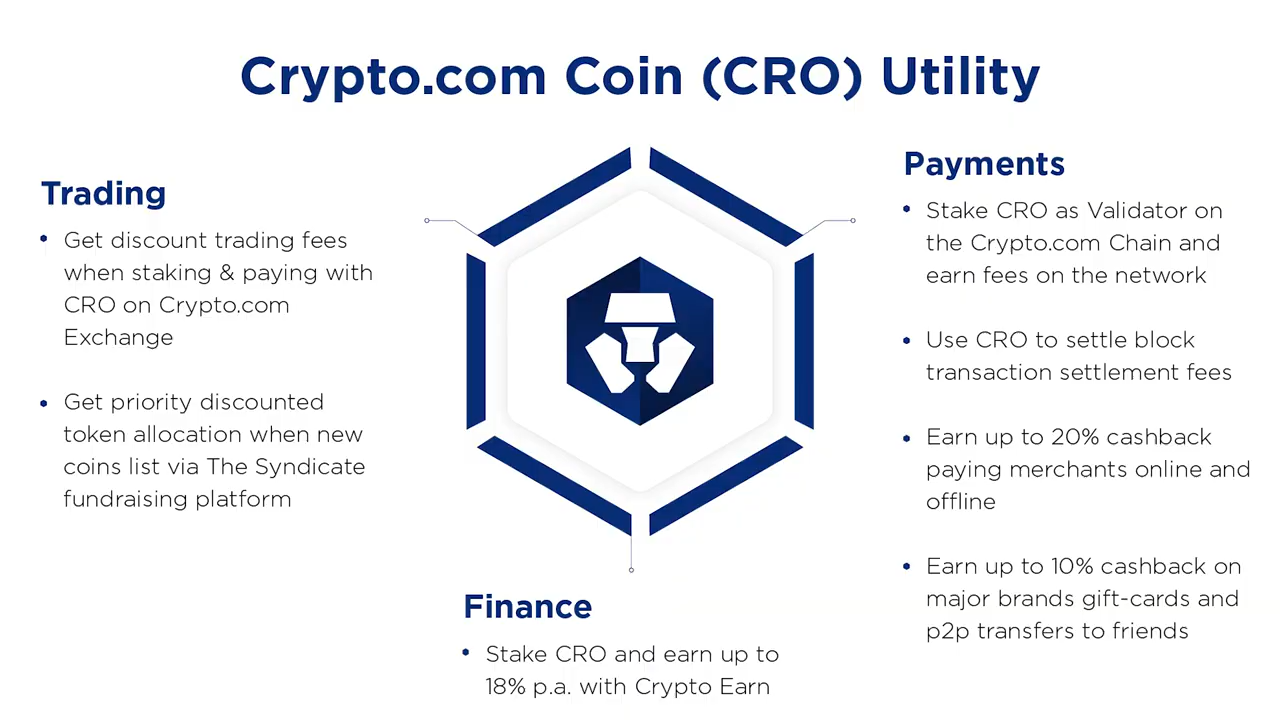 Crypto.com Coin (CRO) Utility
Trading
• Get discount trading fees
when staking & paying with
CRO on Crypto.com
Exchange
• Get priority discounted
token allocation when new
coins list via The Syndicate
fundraising platform
Payments
• Stake CRO as Validator on
the Crypto.com Chain and
earn fees on the network
• Use CRO to settle block
transaction settlement fees
• Earn up to 20% cashback
paying merchants online and
offline
• Earn up to 10% cashback on
major brands gift-cards and
p2p transfers to friends
Finance
• Stake CRO and earn up to
18% p.a. with Crypto Earn